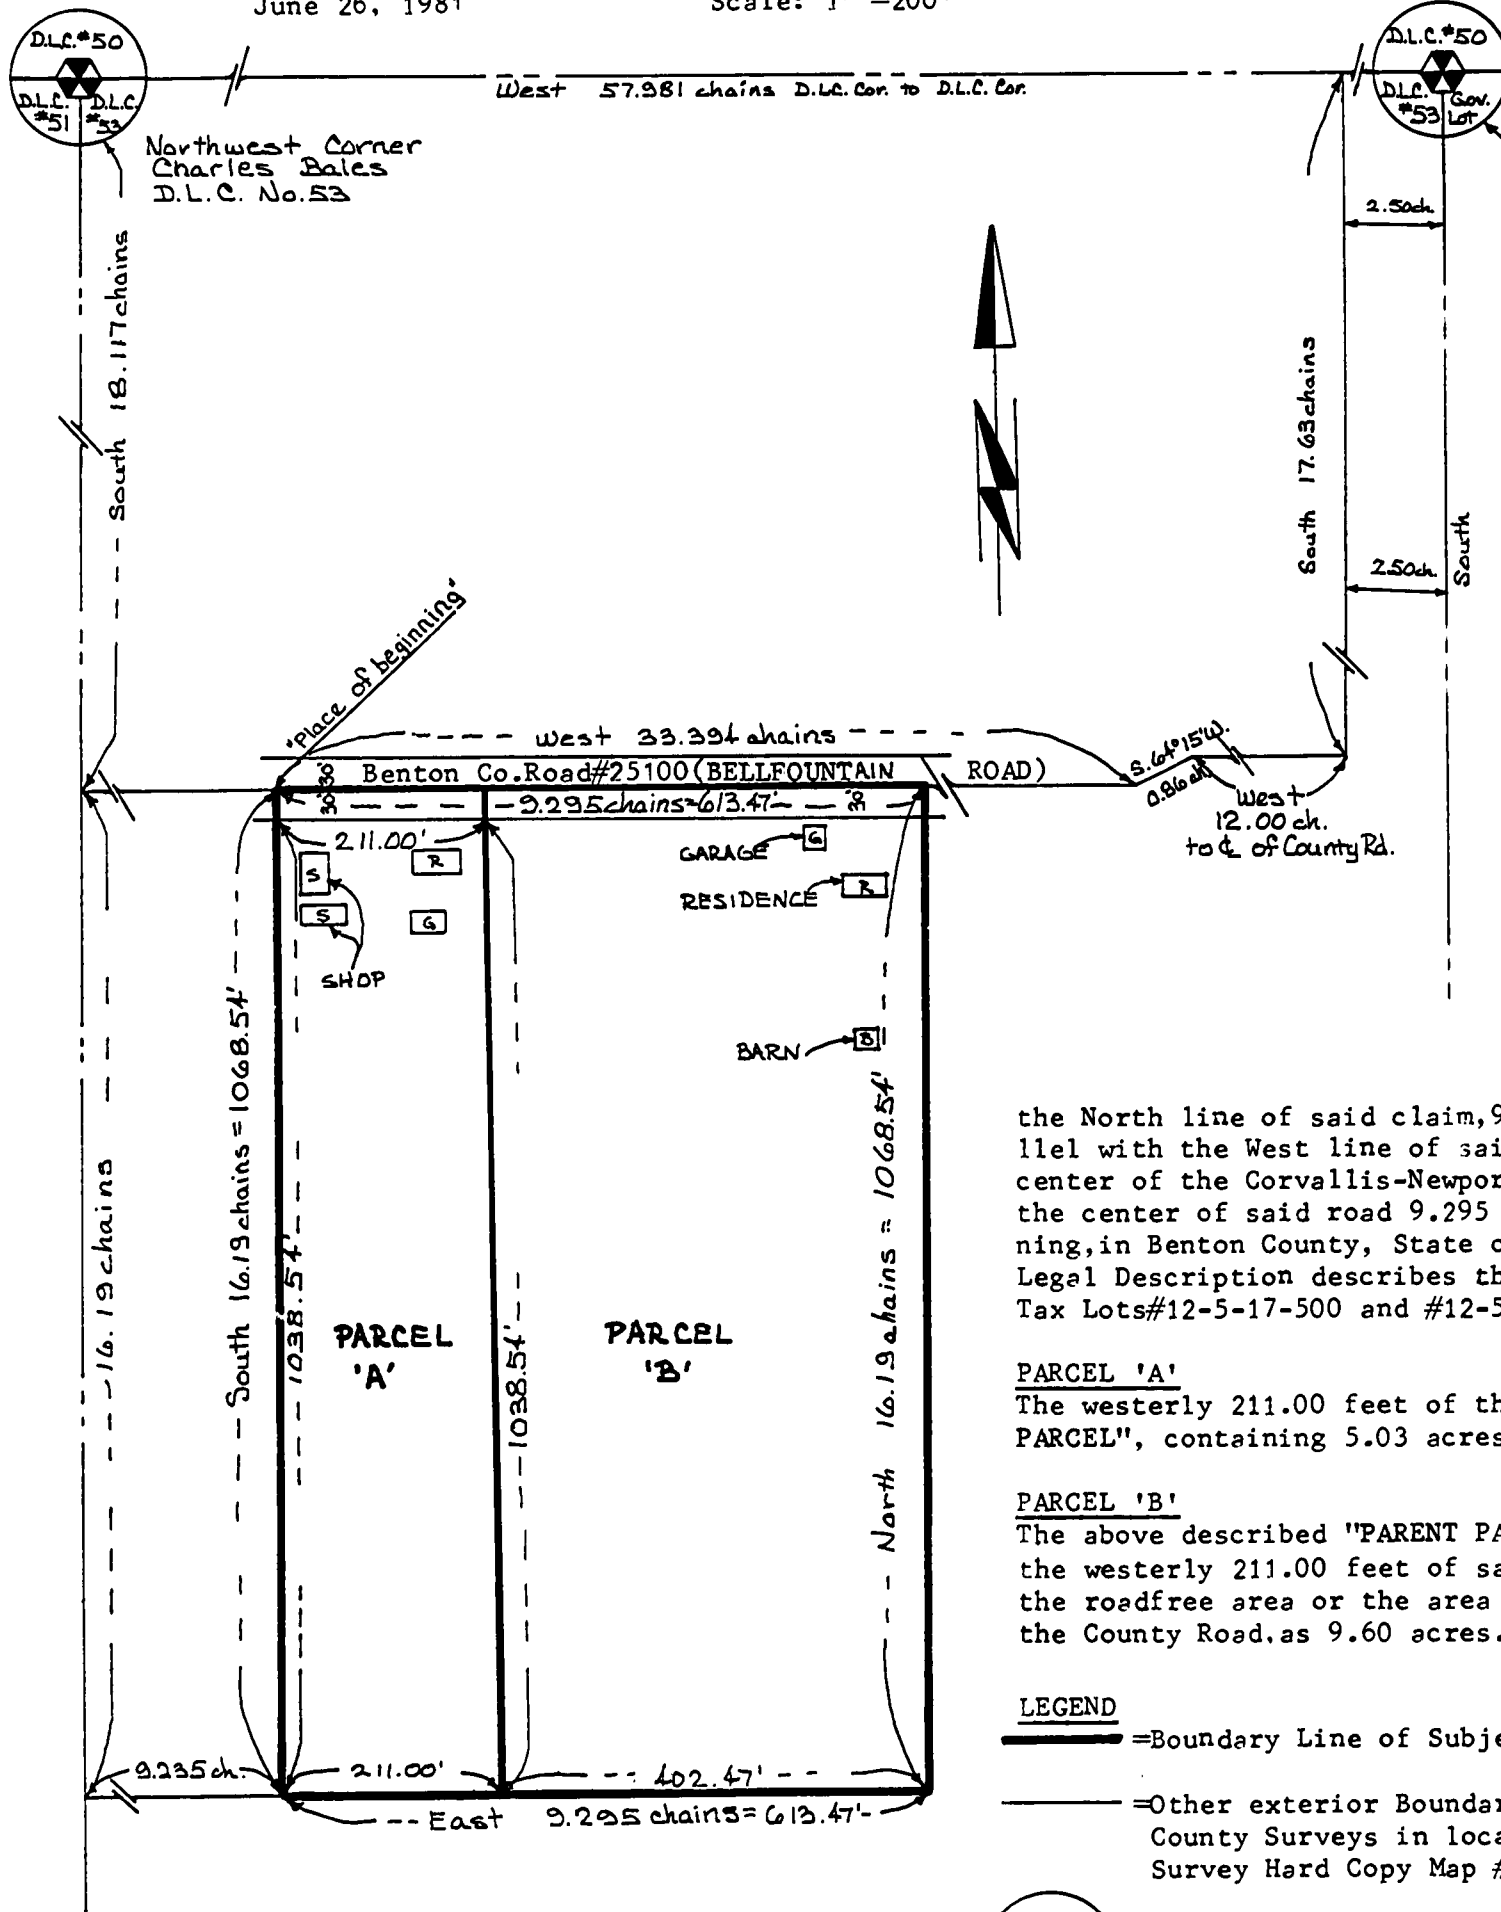 June 26, 1981
Scale: 1"=200'
D.L.C.#50
D.L.C. #51
D.L.C. #53
Northwest Corner
Charles Bales
D.L.C. No.53
West 57.981 chains D.L.C. Cor. to D.L.C. Cor.
D.L.C.#50
D.L.C. #53
Gov. Lot
2.50ch.
South 18.117 chains
South 17.63 chains
2.50ch.
South
"Place of beginning"
West 33.394 chains
Benton Co.Road#25100(BELLFOUNTAIN ROAD)
30' 30'
9.295 chains=613.47'
30'
S.64°15'W.
0.86 ch.
West
12.00 ch.
to ℄ of County Rd.
211.00'
S
R
S
G
SHOP
GARAGE
G
RESIDENCE
R
BARN
B
16.19 chains
South 16.19 chains=1068.54'
1038.54'
1038.54'
North 16.19 chains = 1068.54'
PARCEL
'A'
PARCEL
'B'
9.235 ch.
211.00'
402.47'
East 9.295 chains=613.47'
the North line of said claim,9
llel with the West line of sai
center of the Corvallis-Newpor
the center of said road 9.295
ning,in Benton County, State o
Legal Description describes th
Tax Lots#12-5-17-500 and #12-5
PARCEL 'A'
The westerly 211.00 feet of th
PARCEL", containing 5.03 acres
PARCEL 'B'
The above described "PARENT PA
the westerly 211.00 feet of sa
the roadfree area or the area
the County Road,as 9.60 acres.
LEGEND
=Boundary Line of Subje
=Other exterior Boundar
County Surveys in loca
Survey Hard Copy Map #